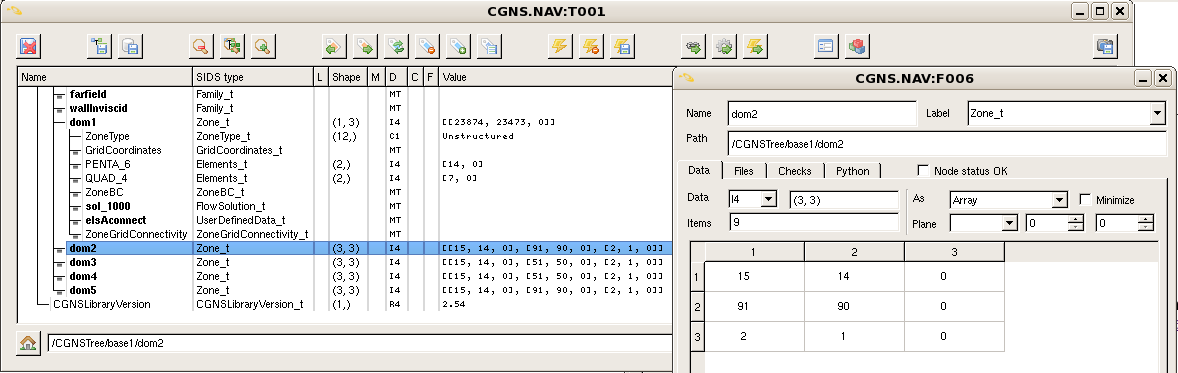 CGNS.NAV:T001
Name SIDS type L Shape M D C F Value
farfield Family_t MT
wallInviscid Family_t MT
dom1 Zone_t (1, 3) I4 [[23874, 23473, 0]]
ZoneType ZoneType_t (12,) C1 Unstructured
GridCoordinates GridCoordinates_t MT
PENTA_6 Elements_t (2,) I4 [14, 0]
QUAD_4 Elements_t (2,) I4 [7, 0]
ZoneBC ZoneBC_t MT
sol_1000 FlowSolution_t MT
elsAconnect UserDefinedData_t MT
ZoneGridConnectivity ZoneGridConnectivity_t MT
dom2 Zone_t (3, 3) I4 [[15, 14, 0], [91, 90, 0], [2, 1, 0]]
dom3 Zone_t (3, 3) I4 [[15, 14, 0], [51, 50, 0], [2, 1, 0]]
dom4 Zone_t (3, 3) I4 [[15, 14, 0], [51, 50, 0], [2, 1, 0]]
dom5 Zone_t (3, 3) I4 [[15, 14, 0], [91, 90, 0], [2, 1, 0]]
CGNSLibraryVersion CGNSLibraryVersion_t (1,) R4 2.54
/CGNSTree/base1/dom2
CGNS.NAV:F006
Name dom2 Label Zone_t
Path /CGNSTree/base1/dom2
Data Files Checks Python Node status OK
Data I4 (3, 3) As Array Minimize
Items 9 Plane 0 0
1 2 3
1 15 14 0
2 91 90 0
3 2 1 0